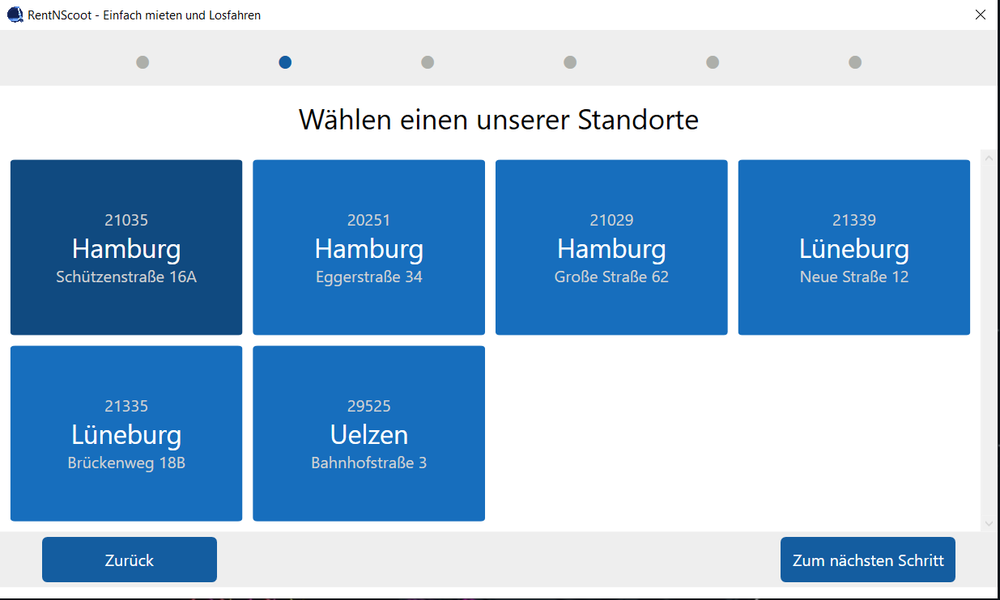 RentNScoot - Einfach mieten und Losfahren
Wählen einen unserer Standorte
21035
Hamburg
Schützenstraße 16A
20251
Hamburg
Eggerstraße 34
21029
Hamburg
Große Straße 62
21339
Lüneburg
Neue Straße 12
21335
Lüneburg
Brückenweg 18B
29525
Uelzen
Bahnhofstraße 3
Zurück
Zum nächsten Schritt